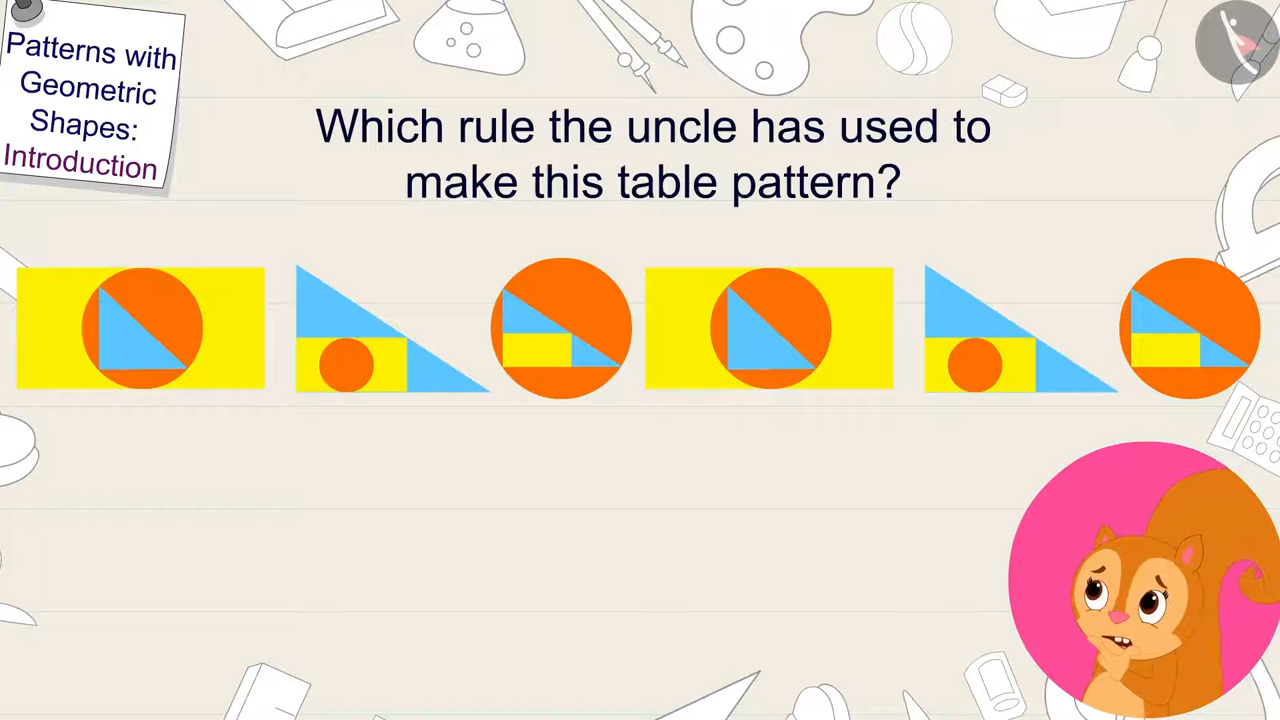 Patterns with
Geometric
Shapes:
Introduction
Which rule the uncle has used to
make this table pattern?